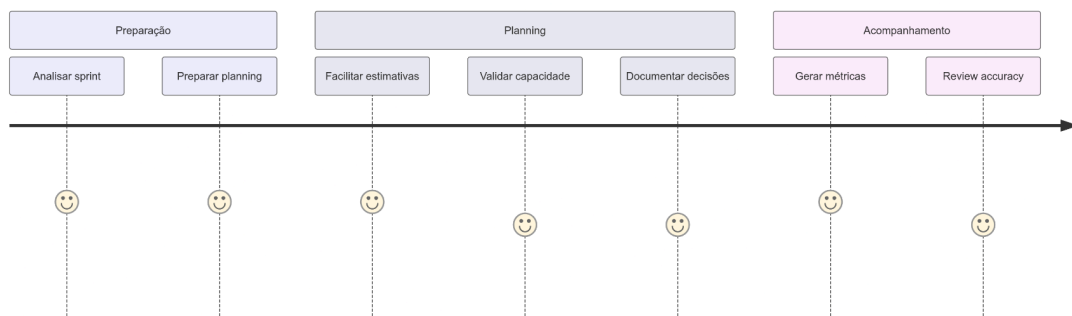 Preparação
Planning
Acompanhamento
Analisar sprint
Preparar planning
Facilitar estimativas
Validar capacidade
Documentar decisões
Gerar métricas
Review accuracy